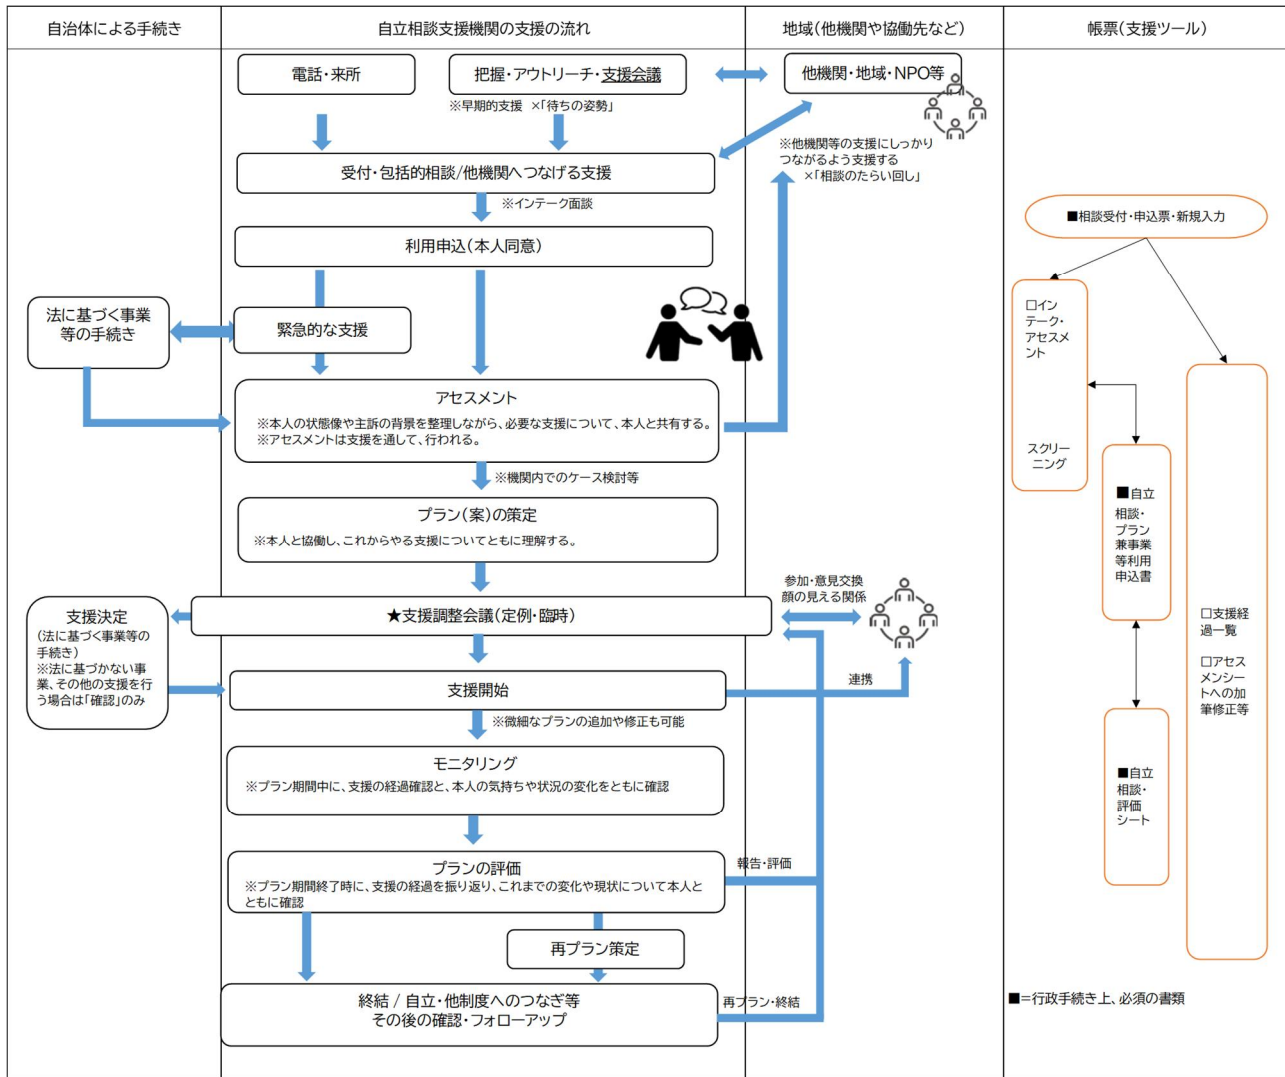 自治体による手続き
自立相談支援機関の支援の流れ
地域(他機関や協働先など)
帳票(支援ツール)
電話・来所
把握・アウトリーチ・支援会議
他機関・地域・NPO等
※早期的支援 ×「待ちの姿勢」
※他機関等の支援にしっかり
つながるよう支援する
×「相談のたらい回し」
受付・包括的相談/他機関へつなげる支援
※インテーク面談
利用申込(本人同意)
法に基づく事業
等の手続き
緊急的な支援
アセスメント
※本人の状態像や主訴の背景を整理しながら、必要な支援について、本人と共有する。
※アセスメントは支援を通して、行われる。
※機関内でのケース検討等
プラン(案)の策定
※本人と協働し、これからやる支援についてともに理解する。
参加・意見交換
顔の見える関係
★支援調整会議(定例・臨時)
支援決定
(法に基づく事業等の
手続き)
※法に基づかない事
業、その他の支援を行
う場合は「確認」のみ
支援開始
連携
※微細なプランの追加や修正も可能
モニタリング
※プラン期間中に、支援の経過確認と、本人の気持ちや状況の変化をともに確認
プランの評価
※プラン期間終了時に、支援の経過を振り返り、これまでの変化や現状について本人と
ともに確認
報告・評価
再プラン策定
終結 / 自立・他制度へのつなぎ等
その後の確認・フォローアップ
再プラン・終結
■相談受付・申込票・新規入力
□イン
テーク・
アセスメ
ント
スクリー
ニング
■自立
相談・
プラン
兼事業
等利用
申込書
■自立
相談・
評価
シート
□支援経
過一覧
□アセス
メンシー
トへの加
筆修正等
■=行政手続き上、必須の書類